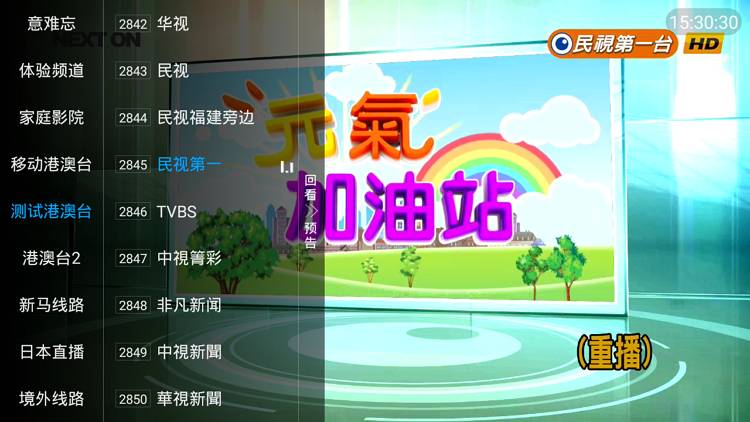 意难忘
体验频道
家庭影院
移动港澳台
测试港澳台
港澳台2
新马线路
日本直播
境外线路
2842 华视
2843 民视
2844 民视福建旁边
2845 民视第一
2846 TVBS
2847 中視菁彩
2848 非凡新闻
2849 中視新聞
2850 華視新聞
回看
预告
NEXT ON
元氣
加油站
(重播)
民視第一台 HD
15:30:30